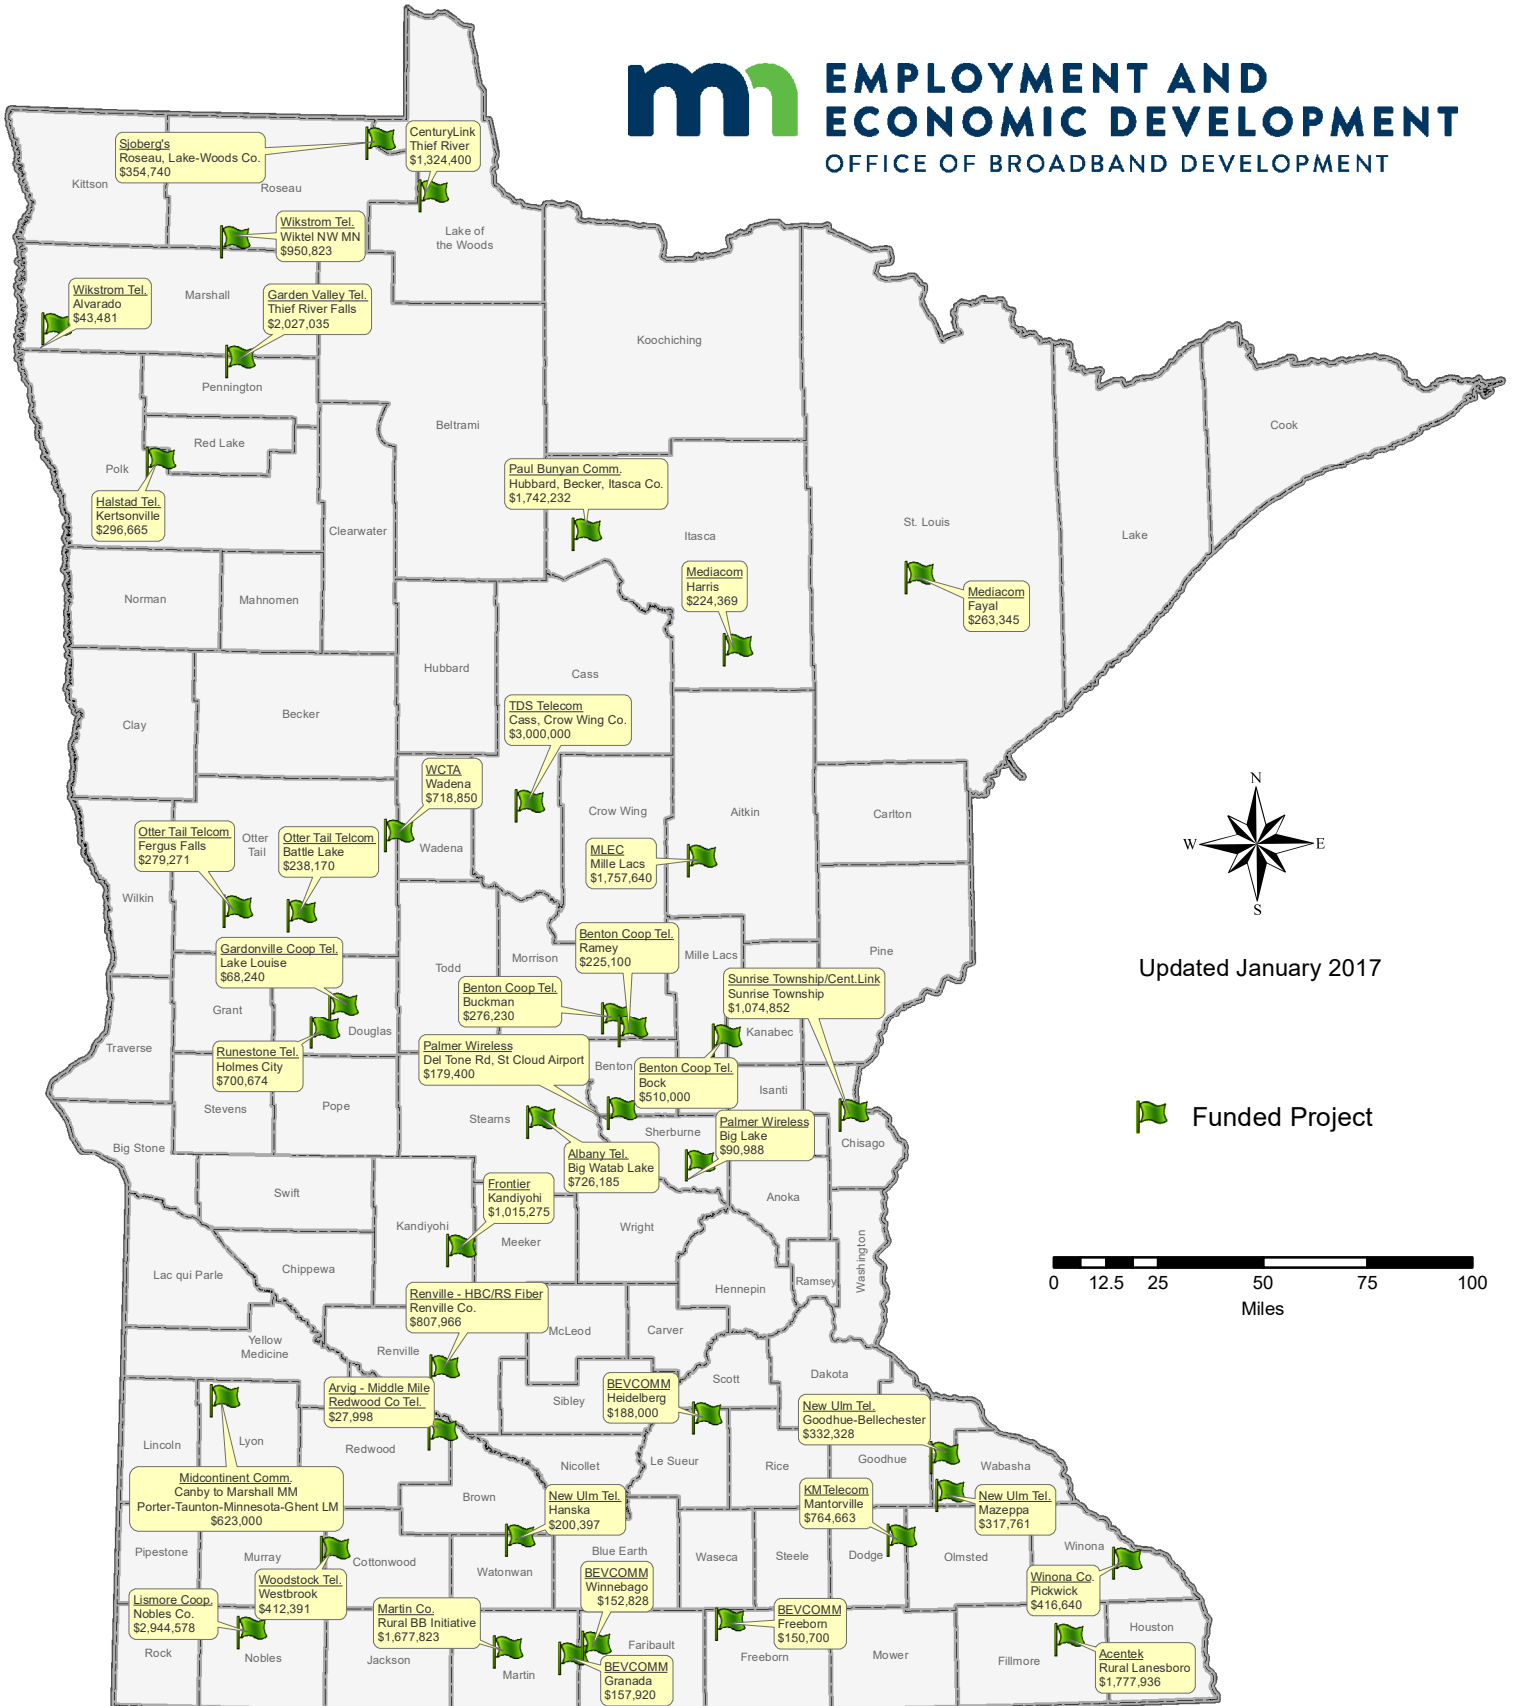 EMPLOYMENT AND
ECONOMIC DEVELOPMENT
OFFICE OF BROADBAND DEVELOPMENT
Sjoberg's
Roseau, Lake-Woods Co.
$354,740
CenturyLink
Thief River
$1,324,400
Kittson
Roseau
Wikstrom Tel.
Wiktel NW MN
$950,823
Lake of
the Woods
Wikstrom Tel.
Alvarado
$43,481
Marshall
Garden Valley Tel.
Thief River Falls
$2,027,035
Koochiching
Pennington
Beltrami
Cook
Red Lake
Polk
Halstad Tel.
Kertsonville
$296,665
Paul Bunyan Comm.
Hubbard, Becker, Itasca Co.
$1,742,232
Clearwater
Itasca
St. Louis
Lake
Mediacom
Harris
$224,369
Mediacom
Fayal
$263,345
Norman
Mahnomen
Hubbard
Cass
Clay
Becker
TDS Telecom
Cass, Crow Wing Co.
$3,000,000
WCTA
Wadena
$718,850
Crow Wing
Aitkin
Carlton
Otter Tail Telcom
Fergus Falls
$279,271
Otter
Tail
Otter Tail Telcom
Battle Lake
$238,170
Wadena
MLEC
Mille Lacs
$1,757,640
N
W
E
S
Wilkin
Gardonville Coop Tel.
Lake Louise
$68,240
Todd
Morrison
Benton Coop Tel.
Ramey
$225,100
Mille Lacs
Pine
Updated January 2017
Benton Coop Tel.
Buckman
$276,230
Sunrise Township/Cent.Link
Sunrise Township
$1,074,852
Grant
Douglas
Kanabec
Traverse
Runestone Tel.
Holmes City
$700,674
Palmer Wireless
Del Tone Rd, St Cloud Airport
$179,400
Benton
Benton Coop Tel.
Bock
$510,000
Isanti
Stevens
Pope
Stearns
Sherburne
Palmer Wireless
Big Lake
$90,988
Chisago
Funded Project
Big Stone
Albany Tel.
Big Watab Lake
$726,185
Swift
Frontier
Kandiyohi
$1,015,275
Anoka
Kandiyohi
Meeker
Wright
Washington
Lac qui Parle
Chippewa
Hennepin
Ramsey
0 12.5 25 50 75 100
Miles
Renville - HBC/RS Fiber
Renville Co.
$807,966
McLeod
Carver
Yellow
Medicine
Renville
Scott
Dakota
Arvig - Middle Mile
Redwood Co Tel.
$27,998
Sibley
BEVCOMM
Heidelberg
$188,000
New Ulm Tel.
Goodhue-Bellechester
$332,328
Lincoln
Lyon
Redwood
Nicollet
Le Sueur
Rice
Goodhue
Wabasha
Midcontinent Comm.
Canby to Marshall MM
Porter-Taunton-Minnesota-Ghent LM
$623,000
Brown
New Ulm Tel.
Hanska
$200,397
KMTelecom
Mantorville
$764,663
New Ulm Tel.
Mazeppa
$317,761
Pipestone
Murray
Cottonwood
Watonwan
Blue Earth
Waseca
Steele
Dodge
Olmsted
Winona
Woodstock Tel.
Westbrook
$412,391
BEVCOMM
Winnebago
$152,828
Winona Co.
Pickwick
$416,640
Lismore Coop.
Nobles Co.
$2,944,578
Martin Co.
Rural BB Initiative
$1,677,823
BEVCOMM
Freeborn
$150,700
Houston
Rock
Nobles
Jackson
Martin
Faribault
Freeborn
Mower
Fillmore
BEVCOMM
Granada
$157,920
Acentek
Rural Lanesboro
$1,777,936